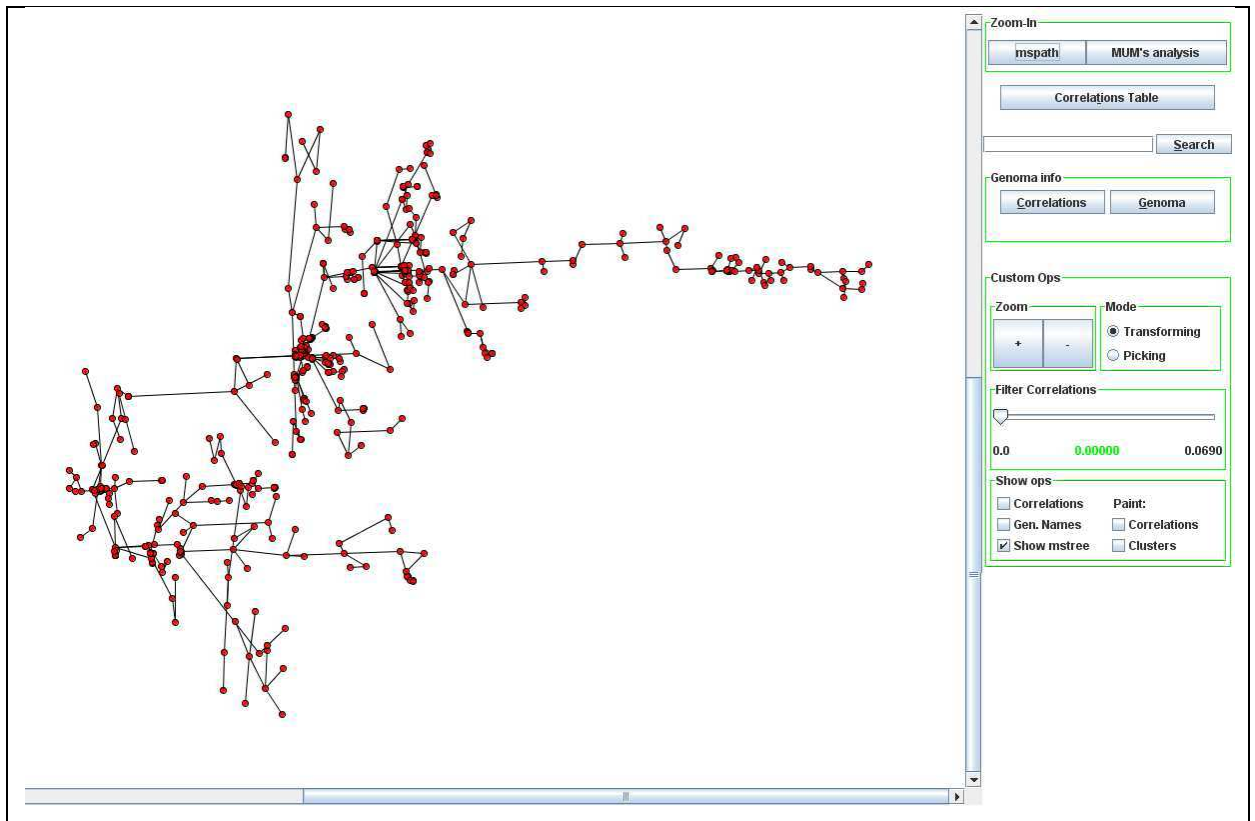 Zoom-In
mspath MUM's analysis
Correlations Table
Search
Genoma info
Correlations Genoma
Custom Ops
Zoom Mode
+ - Transforming
Picking
Filter Correlations
0.0 0.00000 0.0690
Show ops
Correlations Paint:
Gen. Names Correlations
Show mstree Clusters